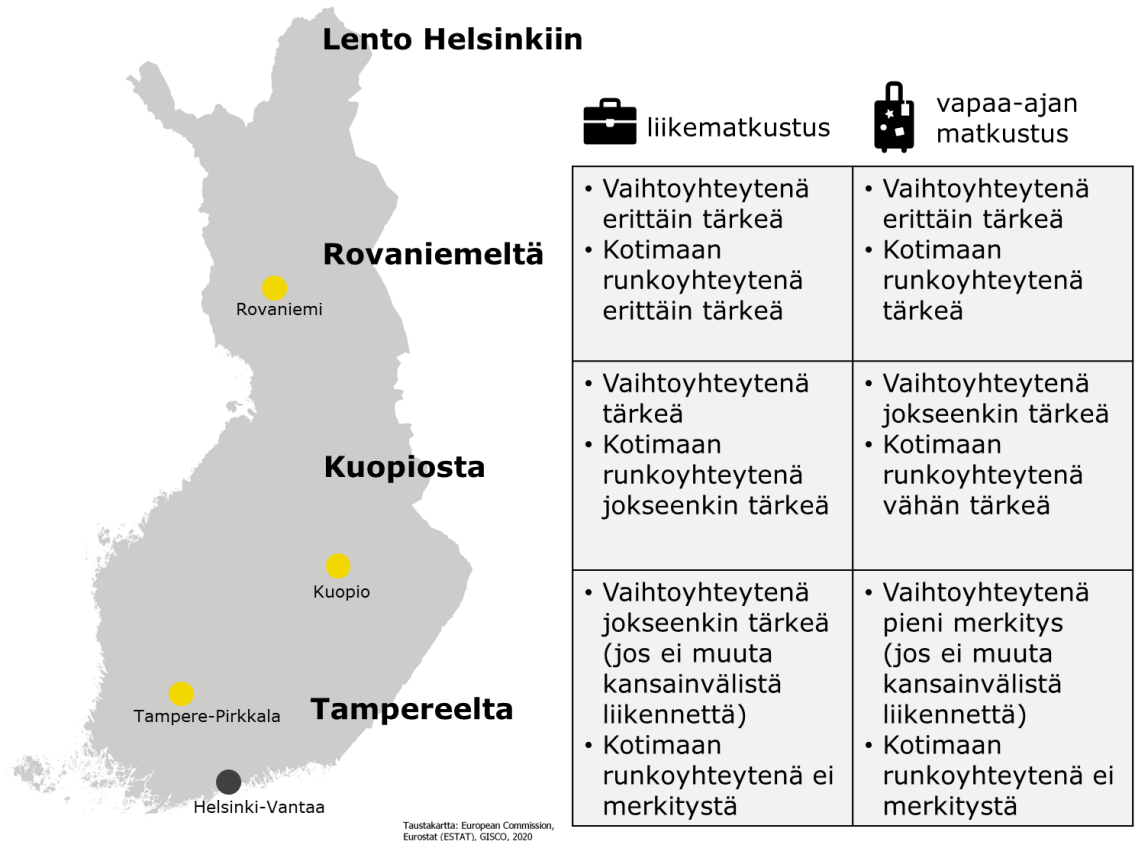 Lento Helsinkiin
liikematkustus
vapaa-ajan
matkustus
Rovaniemeltä
• Vaihtoyhteytenä
erittäin tärkeä
• Kotimaan
runkoyhteytenä
erittäin tärkeä
• Vaihtoyhteytenä
erittäin tärkeä
• Kotimaan
runkoyhteytenä
tärkeä
Rovaniemi
Kuopiosta
• Vaihtoyhteytenä
tärkeä
• Kotimaan
runkoyhteytenä
jokseenkin tärkeä
• Vaihtoyhteytenä
jokseenkin tärkeä
• Kotimaan
runkoyhteytenä
vähän tärkeä
Kuopio
Tampereelta
• Vaihtoyhteytenä
jokseenkin tärkeä
(jos ei muuta
kansainvälistä
liikennettä)
• Kotimaan
runkoyhteytenä ei
merkitystä
• Vaihtoyhteytenä
pieni merkitys
(jos ei muuta
kansainvälistä
liikennettä)
• Kotimaan
runkoyhteytenä ei
merkitystä
Tampere-Pirkkala
Helsinki-Vantaa
Taustakartta: European Commission,
Eurostat (ESTAT), GISCO, 2020